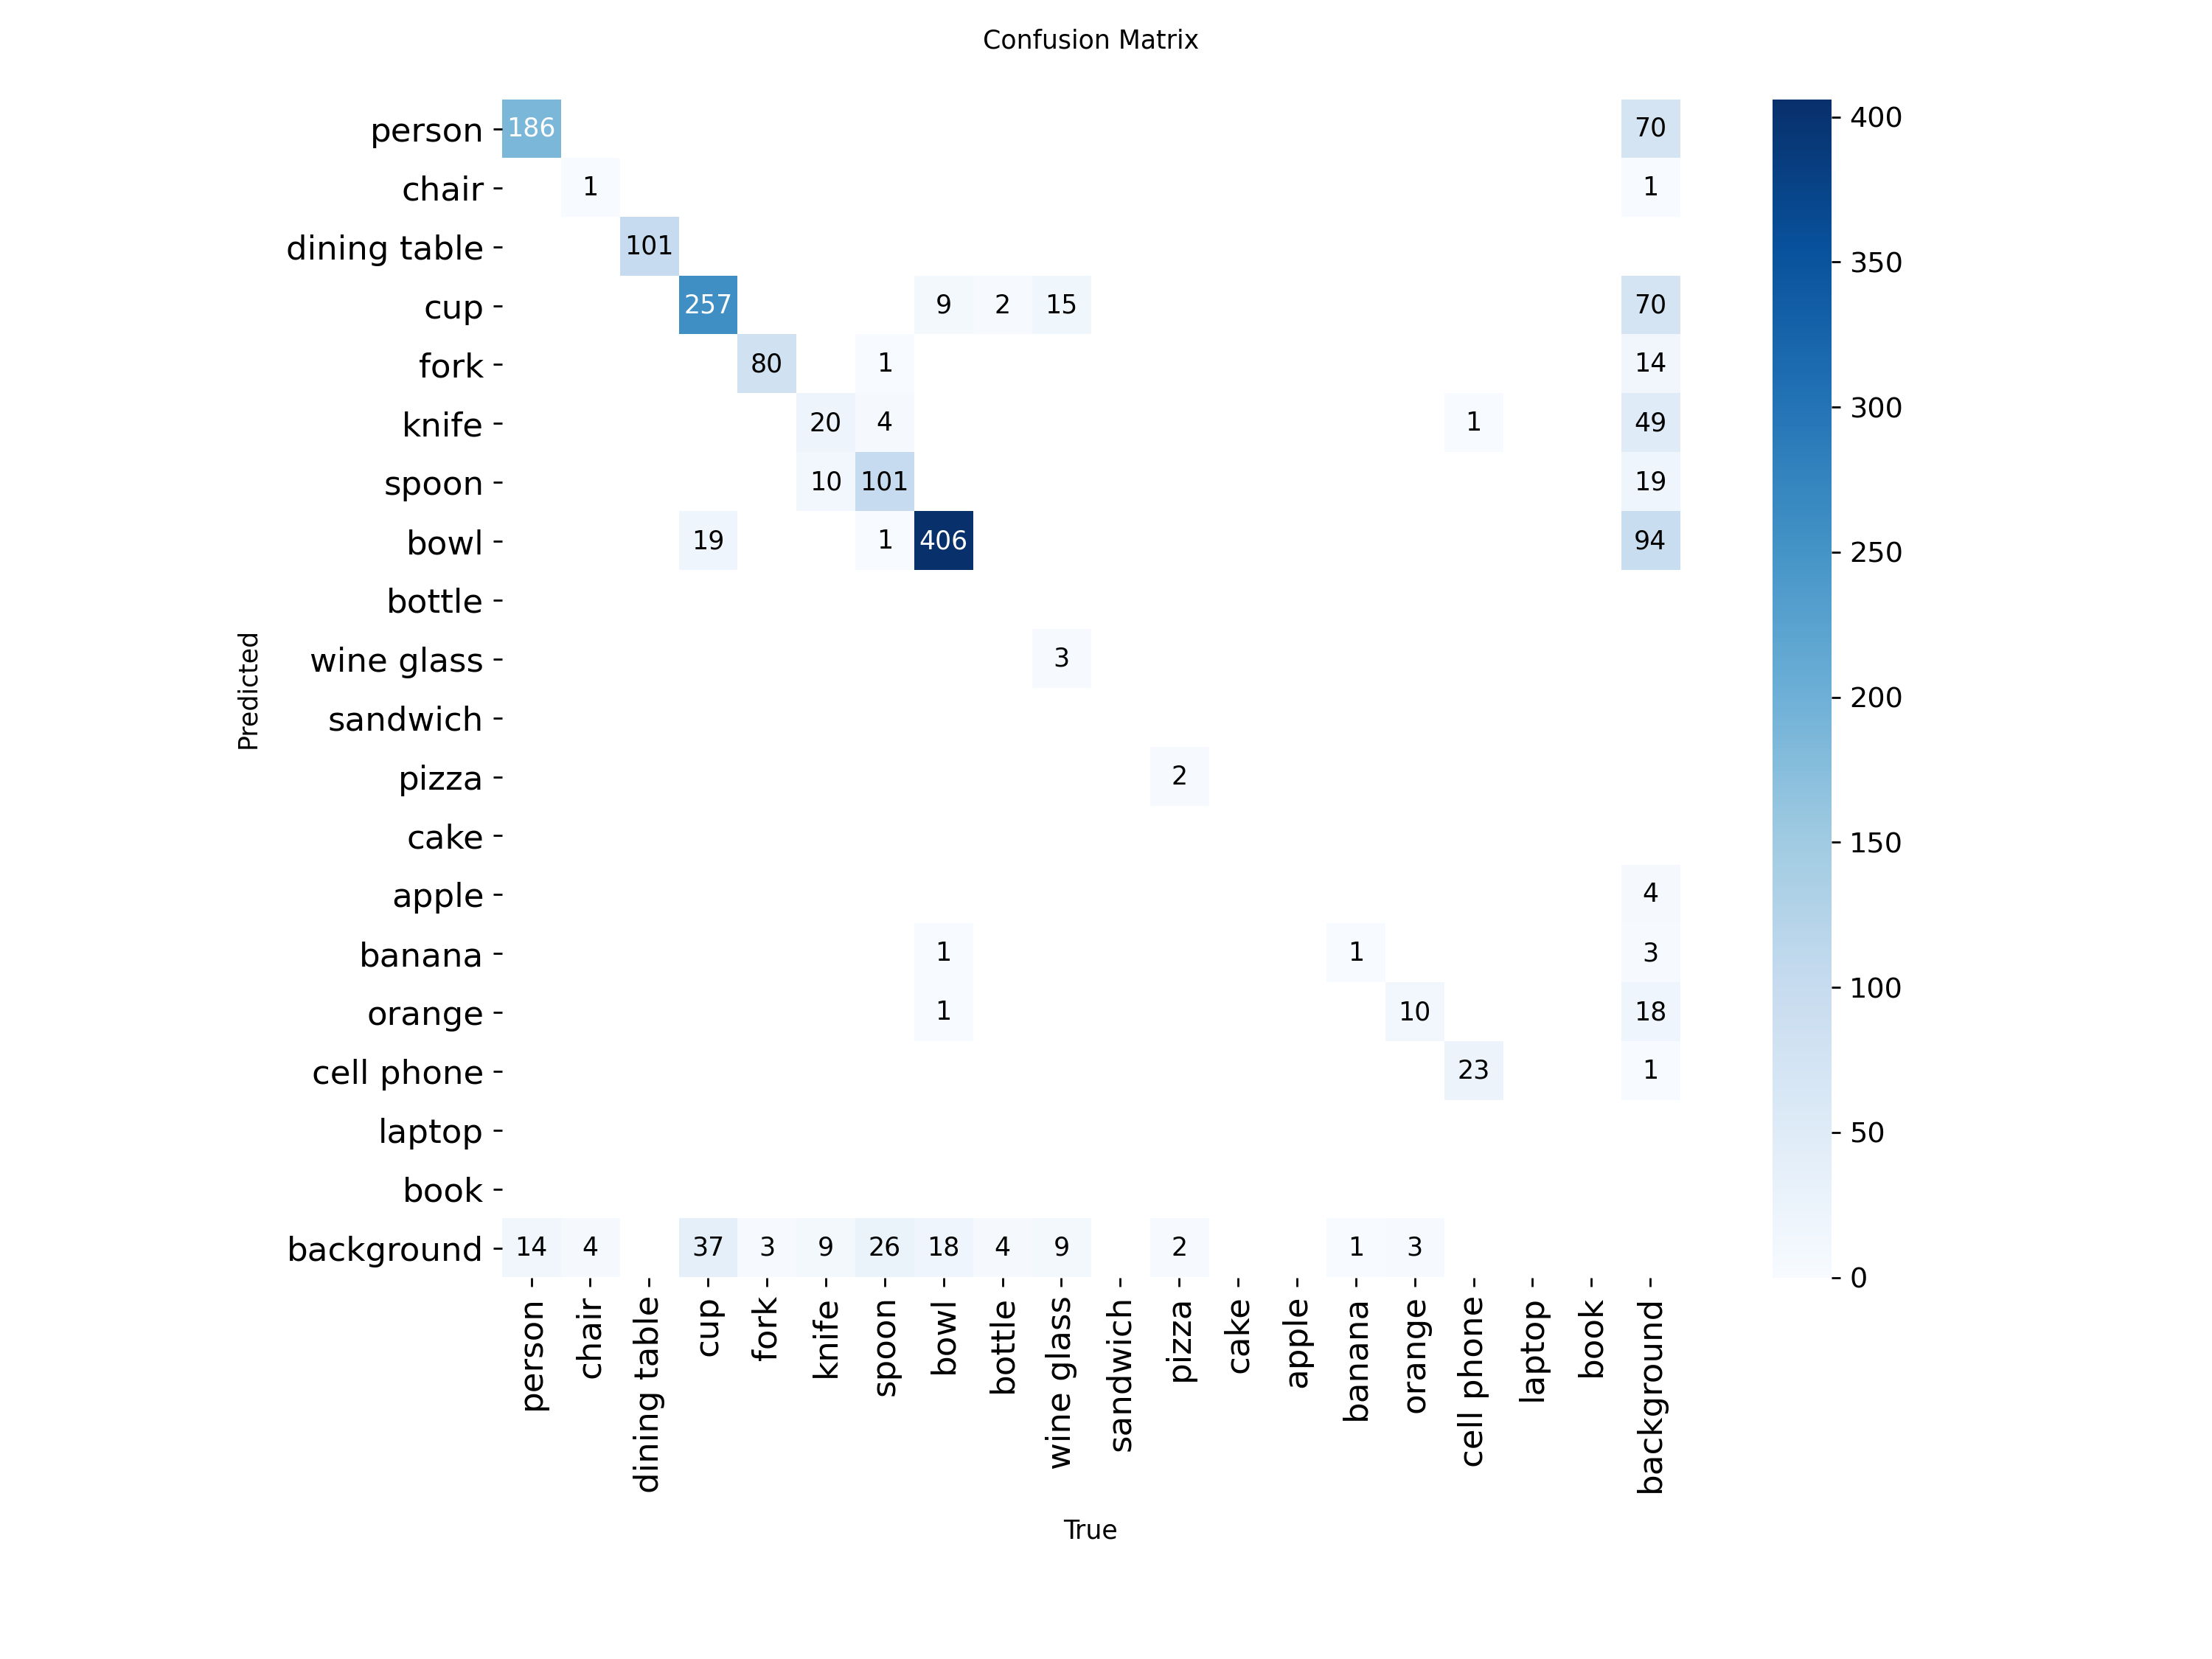 Confusion Matrix
person 186 70 400
chair 1 1
dining table 101
350
cup 257 9 2 15 70
fork 80 1 14
300
knife 20 4 1 49
spoon 10 101 19
250
bowl 19 1 406 94
bottle
wine glass 3
200
sandwich
pizza 2
150
cake
apple 4
banana 1 1 3
100
orange 1 10 18
cell phone 23 1
laptop 50
book
background 14 4 37 3 9 26 18 4 9 2 1 3
0
Predicted
person chair dining table cup fork knife spoon bowl bottle wine glass sandwich pizza cake apple banana orange cell phone laptop book background
True